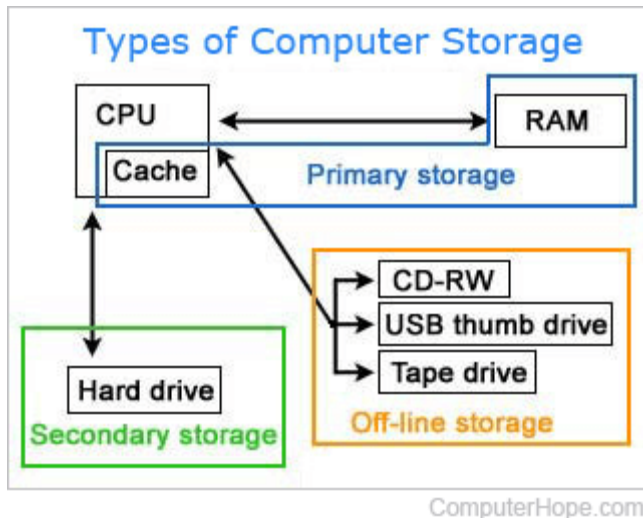 Types of Computer Storage
CPU
RAM
Cache
Primary storage
CD-RW
USB thumb drive
Tape drive
Off-line storage
Hard drive
Secondary storage
ComputerHope.com